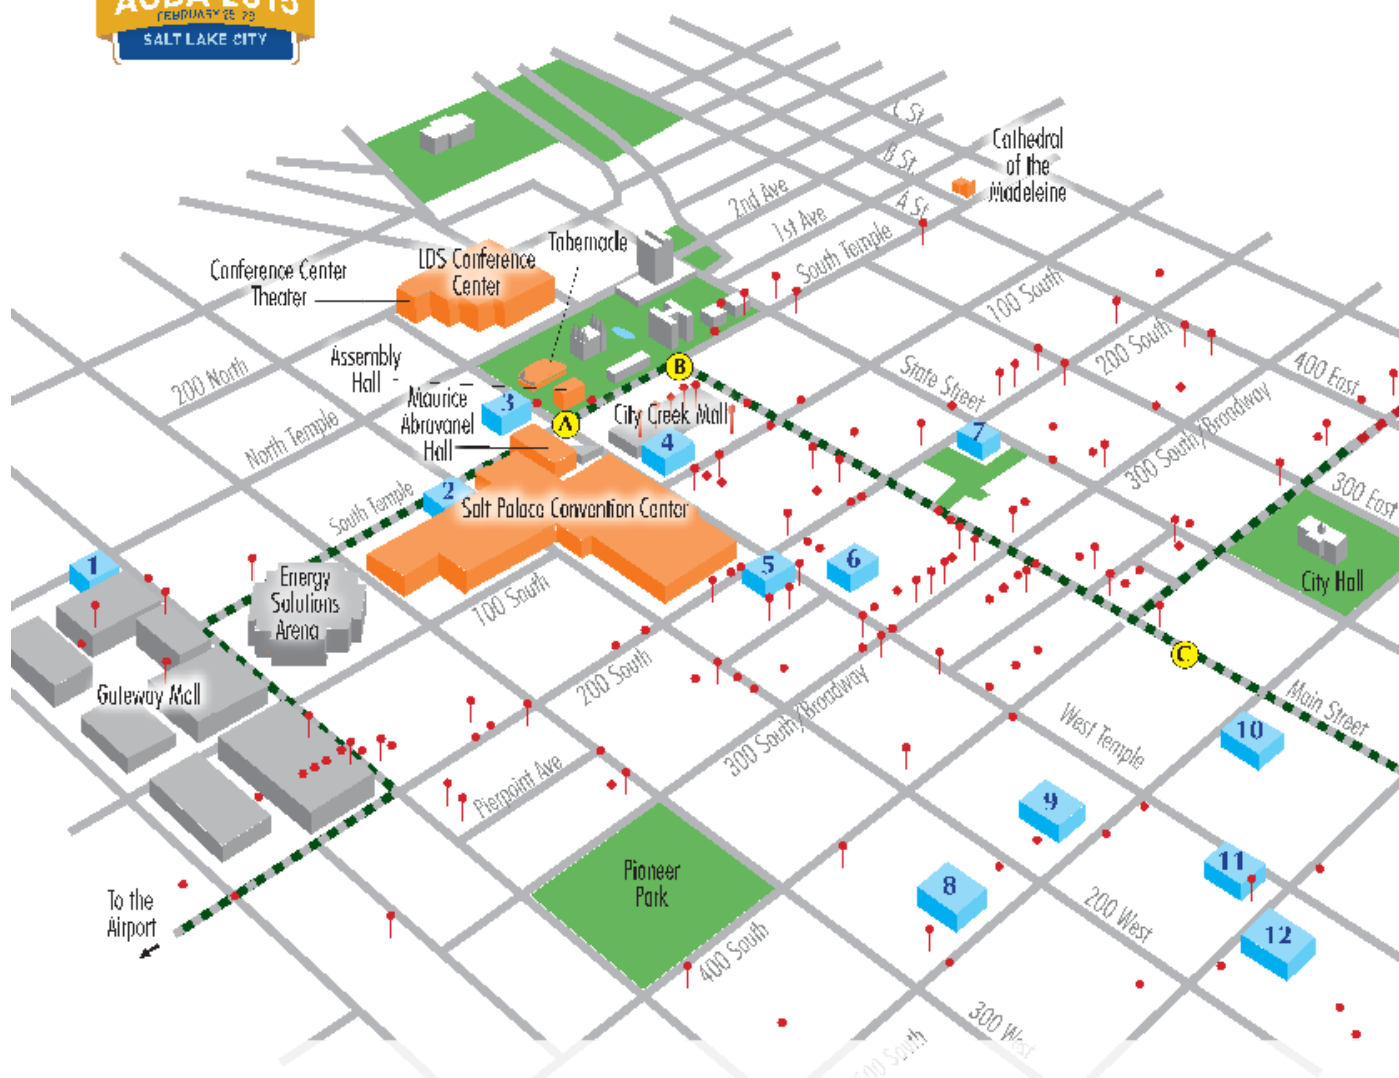 ACDA 2015
FEBRUARY 25-28
SALT LAKE CITY
C St.
B St.
A St.
Cathedral
of the
Madeleine
2nd Ave
1st Ave
South Temple
Tabernacle
LDS Conference
Center
Conference Center
Theater
Assembly
Hall
Maurice
Abravanel
Hall
200 North
North Temple
South Temple
100 South
200 South
State Street
400 East
300 South/Broadway
300 East
City Creek Mall
A
B
C
1
2
3
4
5
6
7
8
9
10
11
12
Salt Palace Convention Center
Energy
Solutions
Arena
Gateway Mall
City Hall
100 South
200 South
Pierpoint Ave
300 South/Broadway
West Temple
Main Street
Pioneer
Park
400 South
200 West
300 West
To the
Airport